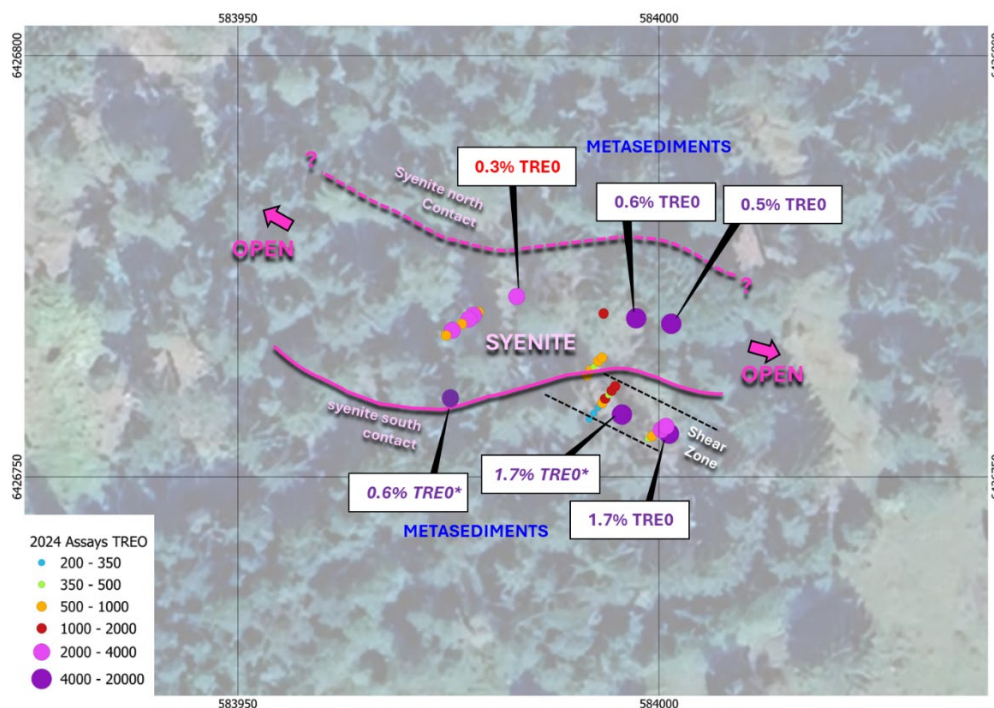 583950
584000
6426800
6426800
METASEDIMENTS
0.3% TRE0
0.6% TRE0
0.5% TRE0
?
Syenite north
Contact
OPEN
?
SYENITE
OPEN
syenite south
contact
Shear
Zone
1.7% TRE0*
0.6% TRE0*
1.7% TRE0
METASEDIMENTS
6426750
6426750
2024 Assays TREO
200 - 350
350 - 500
500 - 1000
1000 - 2000
2000 - 4000
4000 - 20000
583950
584000